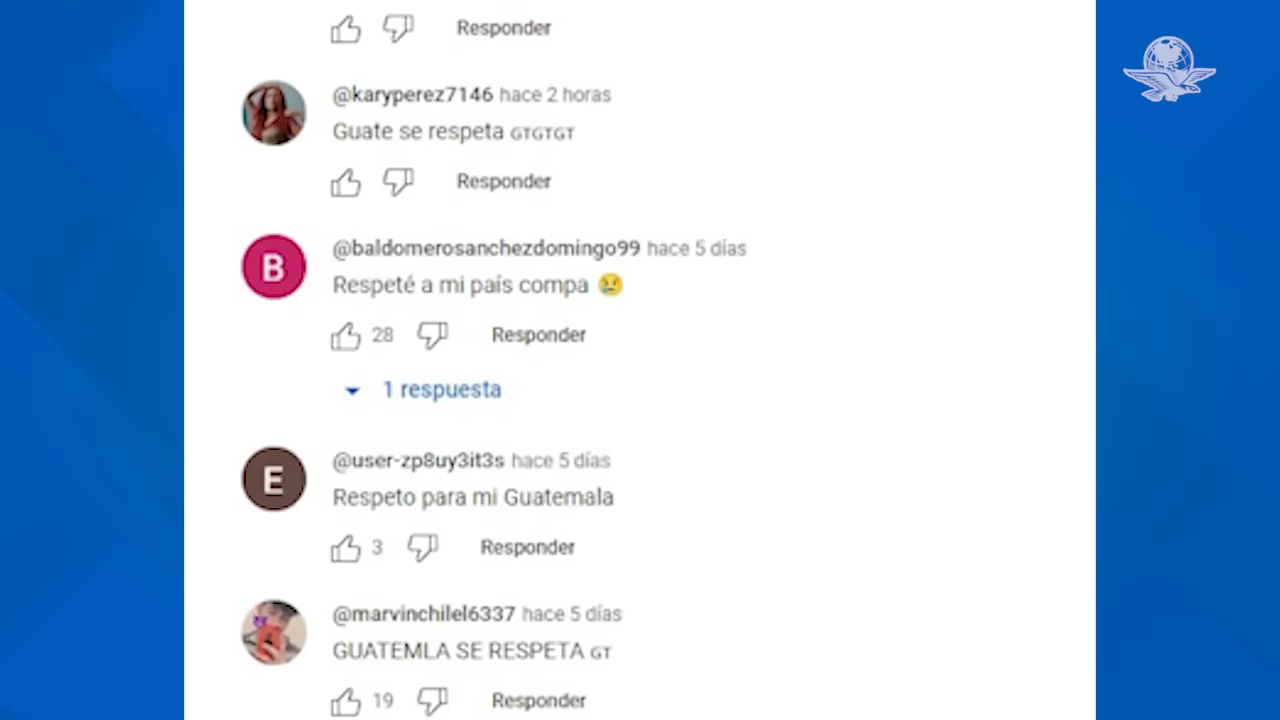 Responder
@karyperez7146 hace 2 horas
Guate se respeta GTGTGT
Responder
B
@baldomerosanchezdomingo99 hace 5 días
Respeté a mi país compa 😢
28 Responder
1 respuesta
E
@user-zp8uy3it3s hace 5 días
Respeto para mi Guatemala
3 Responder
@marvinchilel6337 hace 5 días
GUATEMLA SE RESPETA GT
19 Responder